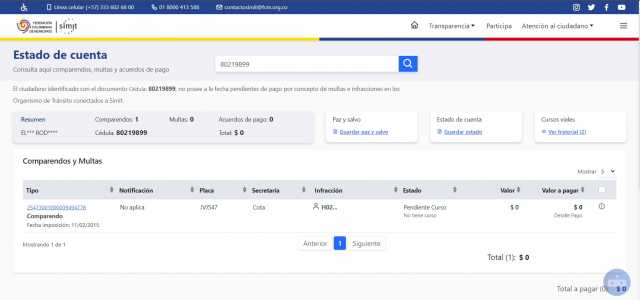 Línea celular (+57) 333 602 66 00
01 8000 413 588
contactosimit@fcm.org.co
FEDERACIÓN COLOMBIANA DE MUNICIPIOS
simit
Transparencia
Participa
Atención al ciudadano
Estado de cuenta
Consulta aquí comparendos, multas y acuerdos de pago
80219899
El ciudadano identificado con el documento Cédula: 80219899, no posee a la fecha pendientes de pago por concepto de multas e infracciones en los
Organismo de Tránsito conectados a Simit.
Resumen
Comparendos: 1
Multas: 0
Acuerdos de pago: 0
EL*** ROD****
Cédula: 80219899
Total: $ 0
Paz y salvo
Guardar paz y salvo
Estado de cuenta
Guardar estado
Cursos viales
Ver historial (2)
Comparendos y Multas
Mostrar 5
Tipo
Notificación
Placa
Secretaría
Infracción
Estado
Valor
Valor a pagar
Comparendo
Fecha imposición: 11/02/2015
No aplica
Cota
H02...
Pendiente Curso
No tiene curso
$ 0
$ 0
Mostrando 1 de 1
Anterior 1 Siguiente
Total (1): $ 0
Total a pagar (0): $ 0